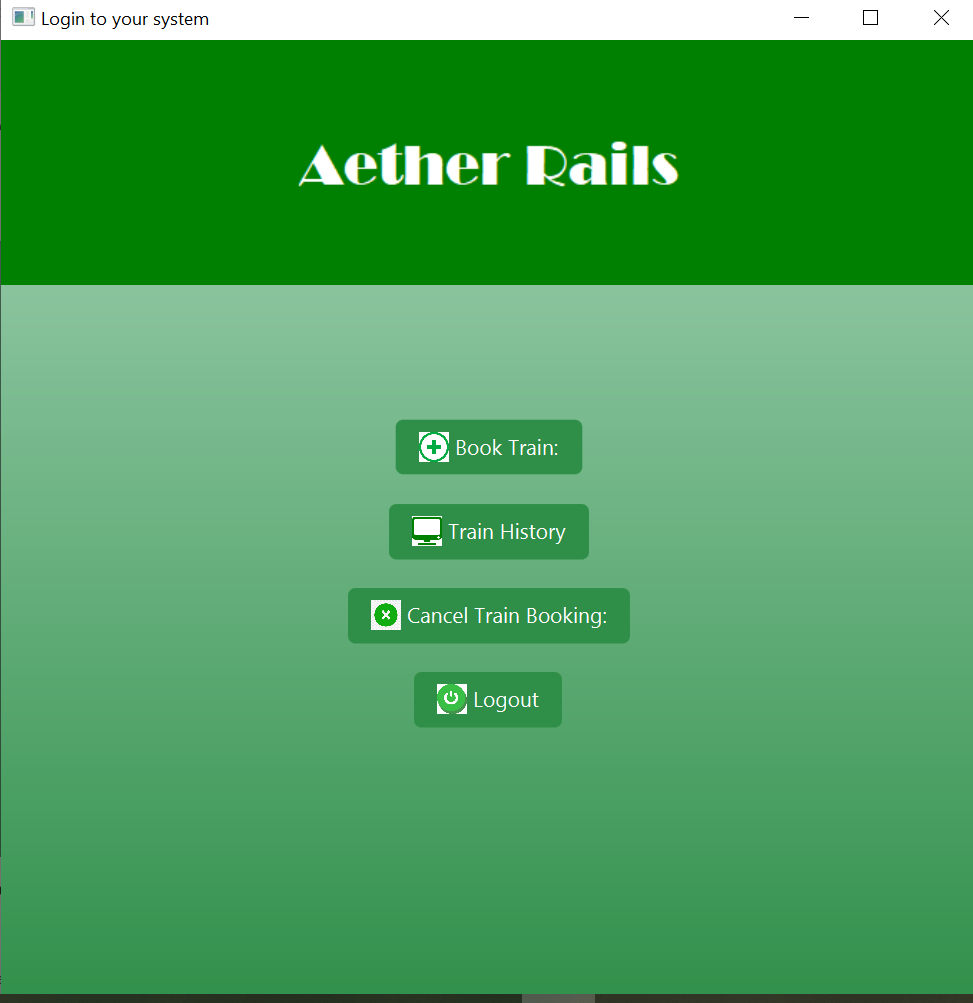 Login to your system
Aether Rails
Book Train:
Train History
Cancel Train Booking:
Logout